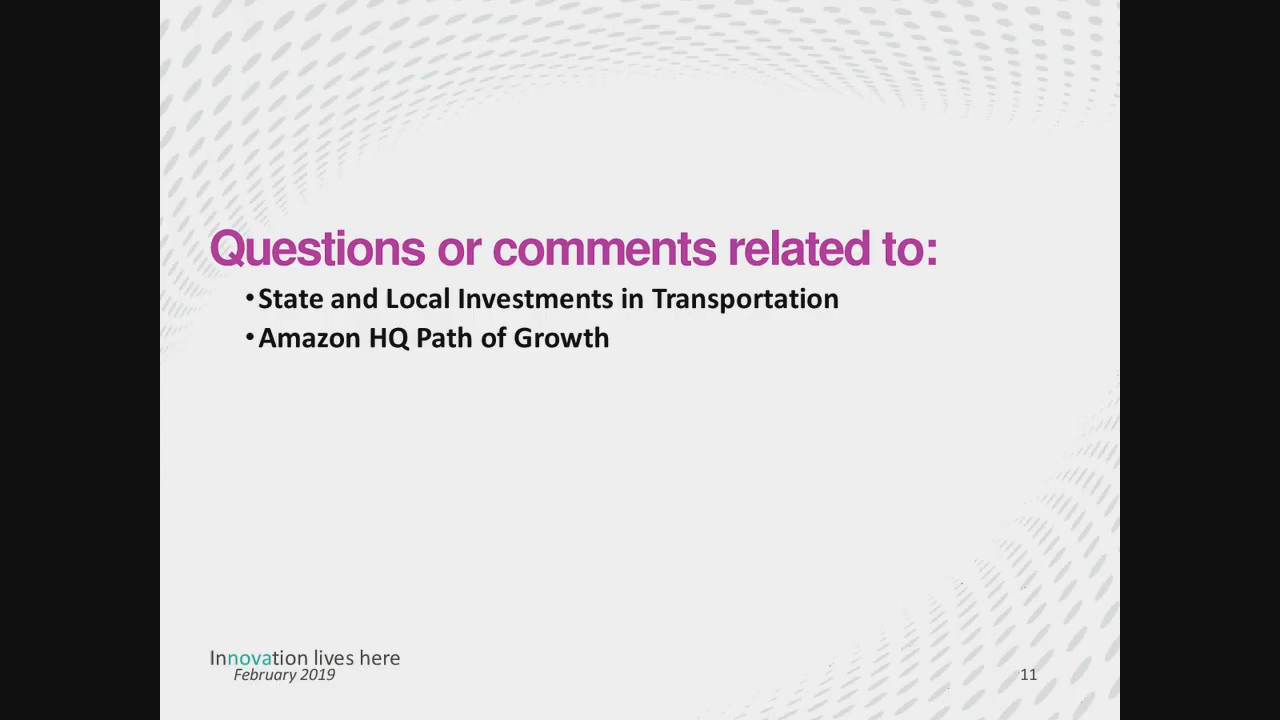 Questions or comments related to:
•State and Local Investments in Transportation
•Amazon HQ Path of Growth
Innovation lives here
February 2019
11